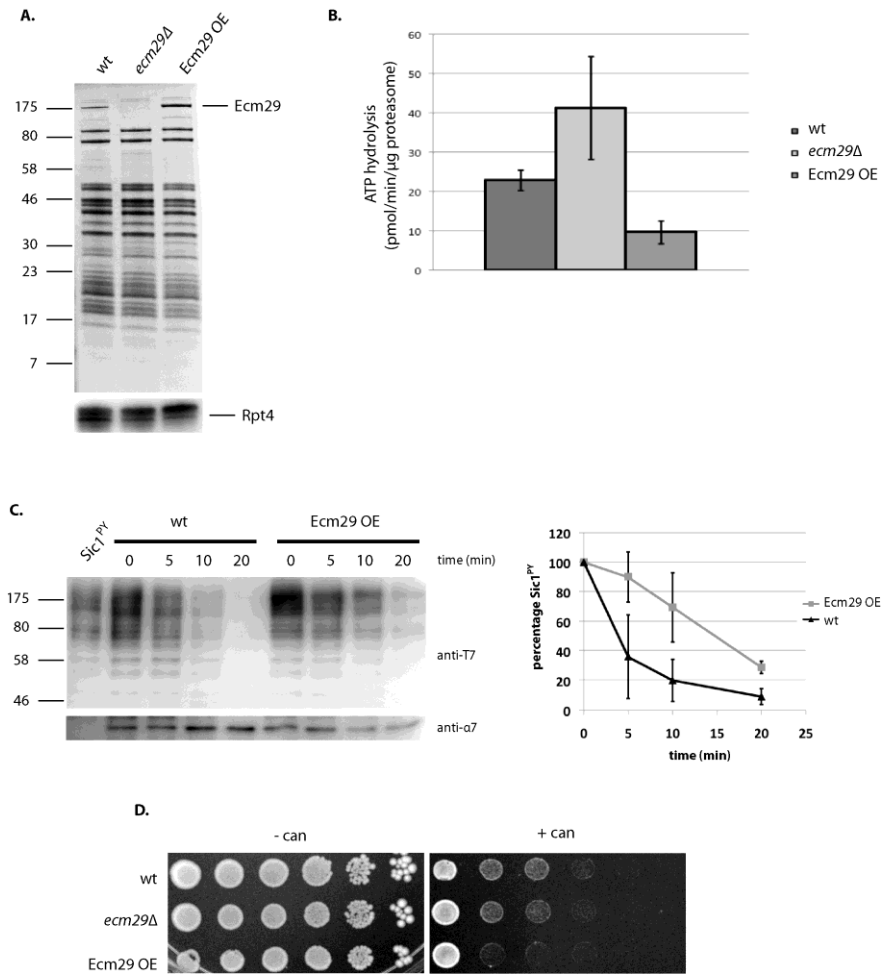 A.
wt
ecm29Δ
Ecm29 OE
175
Ecm29
80
58
46
30
23
17
7
Rpt4
B.
60
50
40
30
20
10
0
ATP hydrolysis
(pmol/min/µg proteasome)
wt
ecm29Δ
Ecm29 OE
C.
Sic1^PY
wt
Ecm29 OE
0 5 10 20 0 5 10 20 time (min)
175
80
58
46
anti-T7
anti-α7
120
100
80
60
40
20
0
percentage Sic1^PY
0 5 10 15 20 25
time (min)
Ecm29 OE
wt
D.
- can + can
wt
ecm29Δ
Ecm29 OE